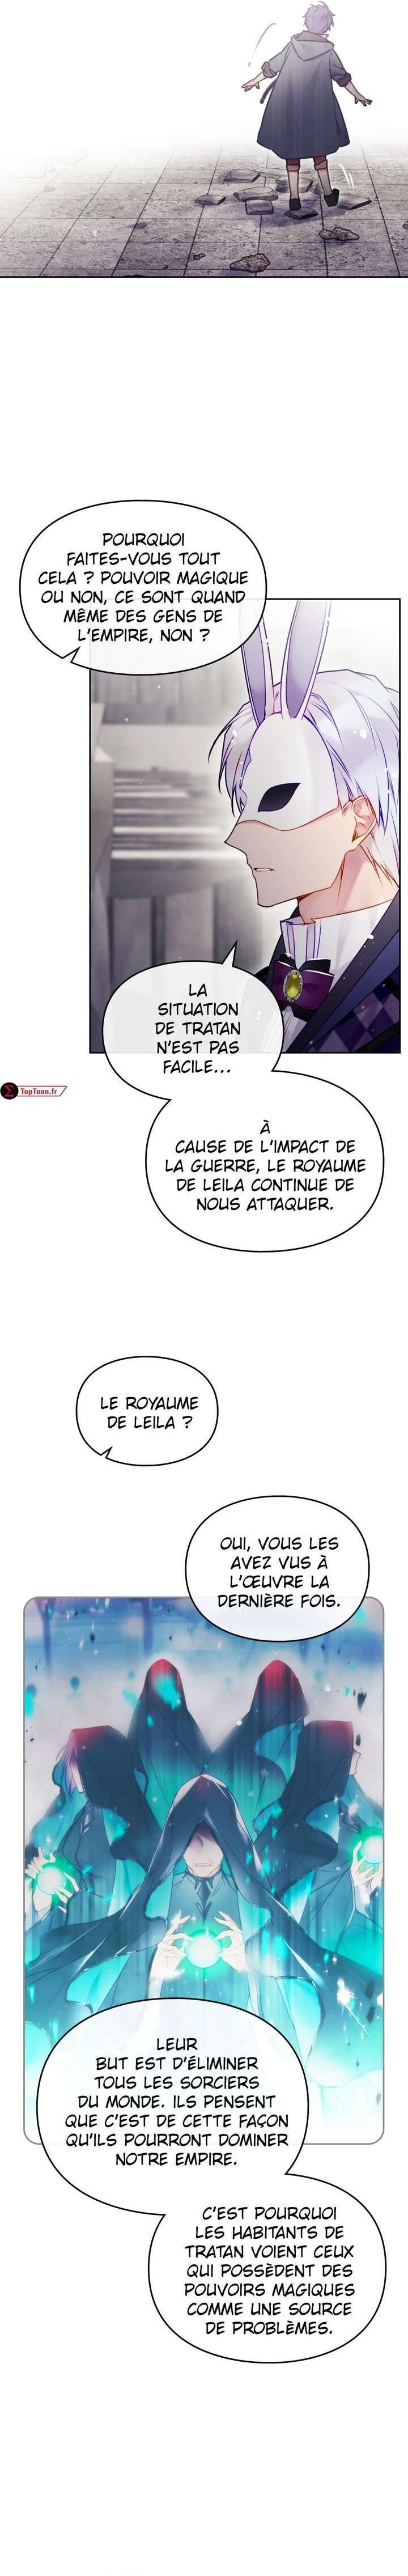 POURQUOI
FAITES-VOUS TOUT
CELA ? POUVOIR MAGIQUE
OU NON, CE SONT QUAND
MÊME DES GENS DE
L'EMPIRE, NON ?
LA
SITUATION
DE TRATAN
N'EST PAS
FACILE...
TopToon.fr
À
CAUSE DE L'IMPACT DE
LA GUERRE, LE ROYAUME
DE LEILA CONTINUE DE
NOUS ATTAQUER.
LE ROYAUME
DE LEILA ?
OUI, VOUS LES
AVEZ VUS À
L'ŒUVRE LA
DERNIÈRE FOIS.
LEUR
BUT EST D'ÉLIMINER
TOUS LES SORCIERS
DU MONDE. ILS PENSENT
QUE C'EST DE CETTE FAÇON
QU'ILS POURRONT DOMINER
NOTRE EMPIRE.
C'EST POURQUOI
LES HABITANTS DE
TRATAN VOIENT CEUX
QUI POSSÈDENT DES
POUVOIRS MAGIQUES
COMME UNE SOURCE
DE PROBLÈMES.